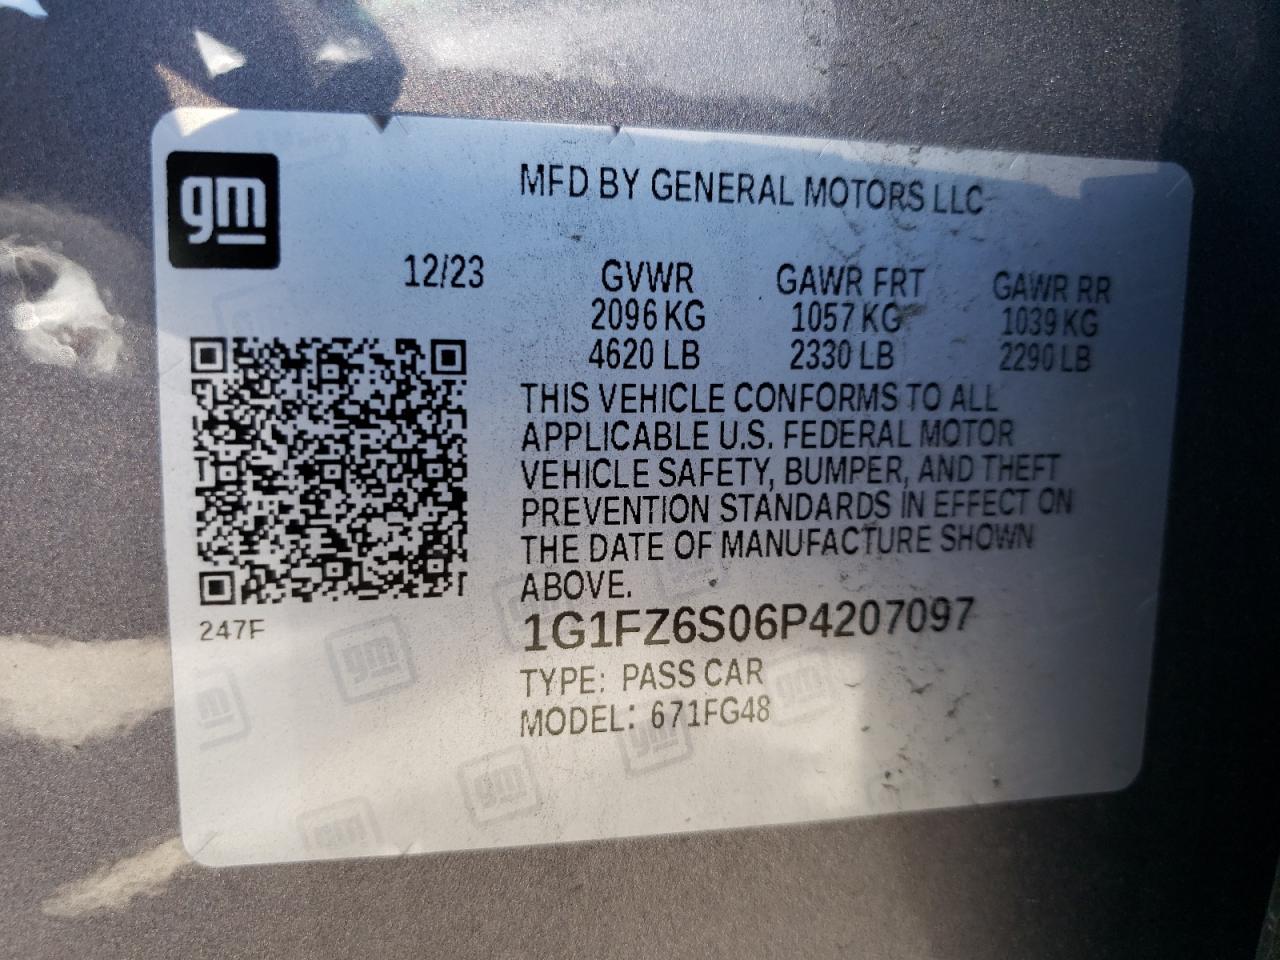 gm
MFD BY GENERAL MOTORS LLC
12/23 GVWR GAWR FRT GAWR RR
2096 KG 1057 KG 1039 KG
4620 LB 2330 LB 2290 LB
THIS VEHICLE CONFORMS TO ALL
APPLICABLE U.S. FEDERAL MOTOR
VEHICLE SAFETY, BUMPER, AND THEFT
PREVENTION STANDARDS IN EFFECT ON
THE DATE OF MANUFACTURE SHOWN
ABOVE.
247F
1G1FZ6S06P4207097
TYPE: PASS CAR
MODEL: 671FG48